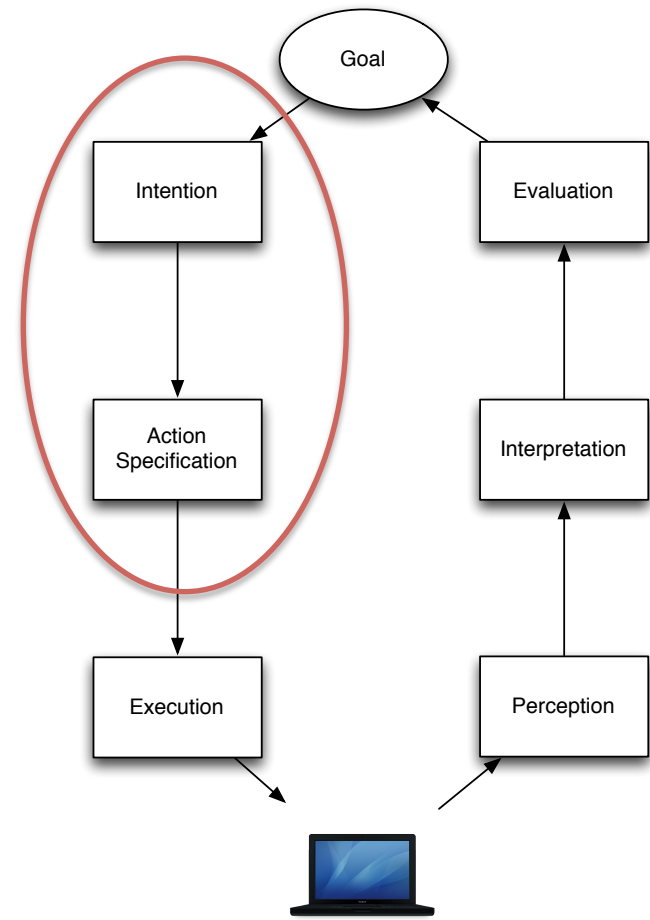 Goal
Intention
Evaluation
Action
Specification
Interpretation
Execution
Perception